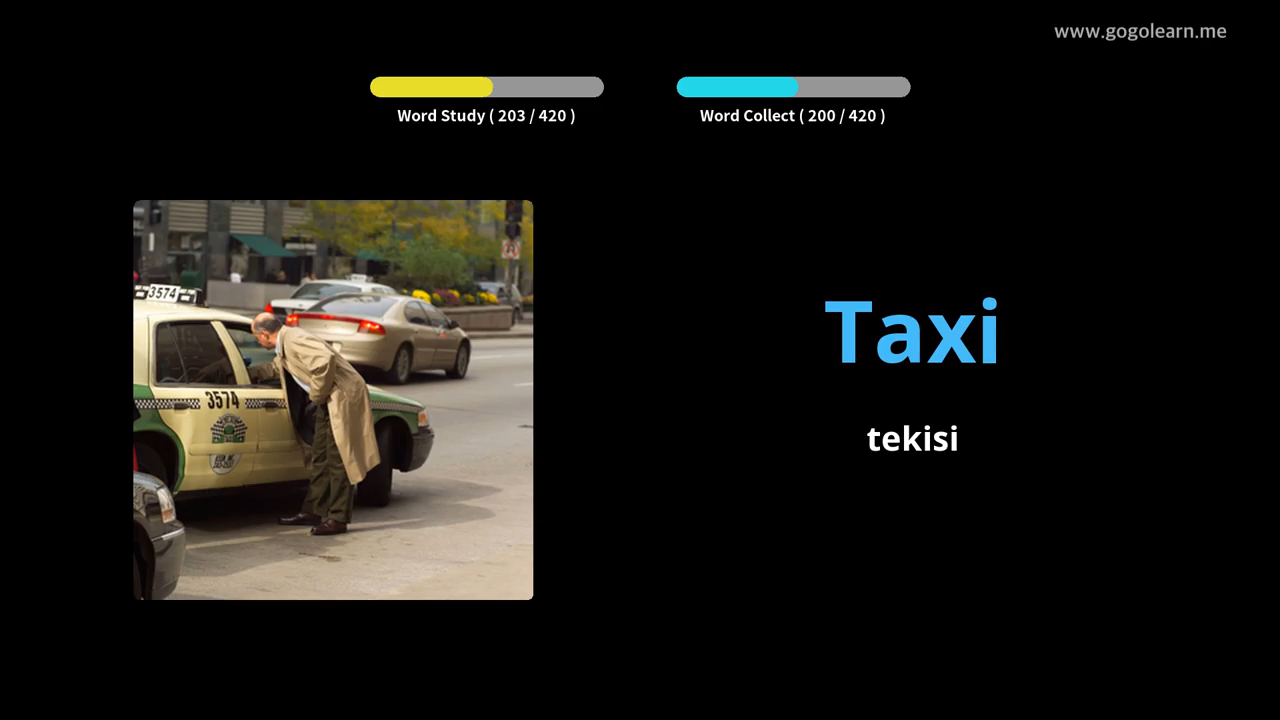 www.gogolearn.me
Word Study ( 203 / 420 )
Word Collect ( 200 / 420 )
3574
3574
Taxi
tekisi